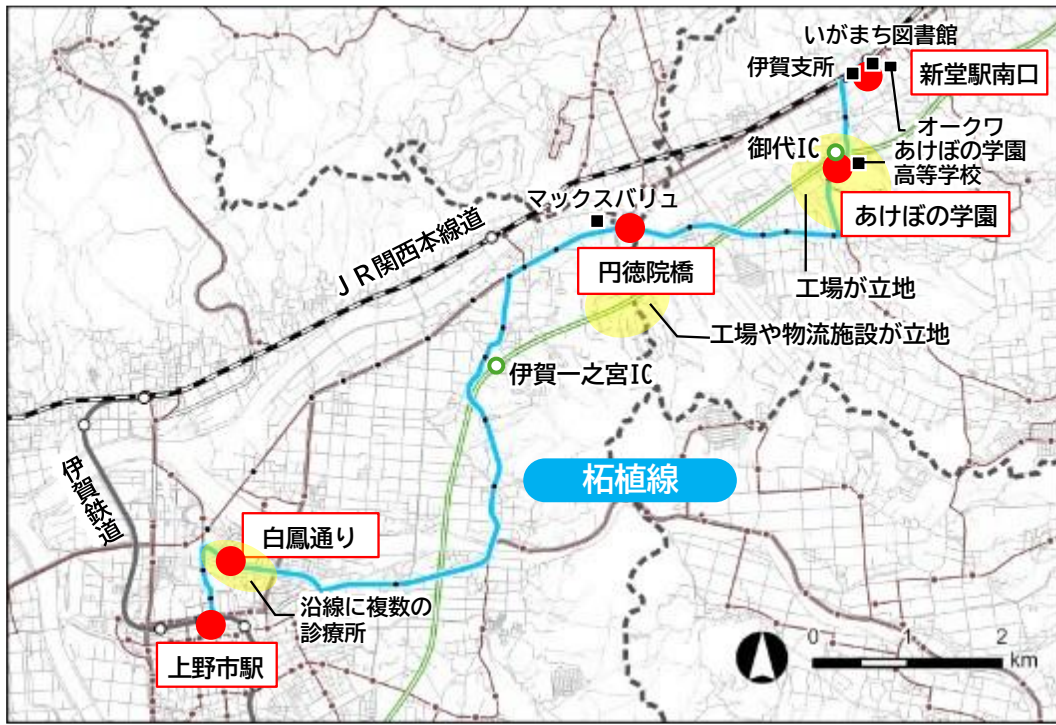 いがまち図書館
伊賀支所
新堂駅南口
オークワ
御代IC
あけぼの学園
高等学校
マックスバリュ
あけぼの学園
JR関西本線道
円徳院橋
工場が立地
工場や物流施設が立地
伊賀一之宮IC
柘植線
伊賀鉄道
白鳳通り
沿線に複数の
診療所
上野市駅
0 1 2
km